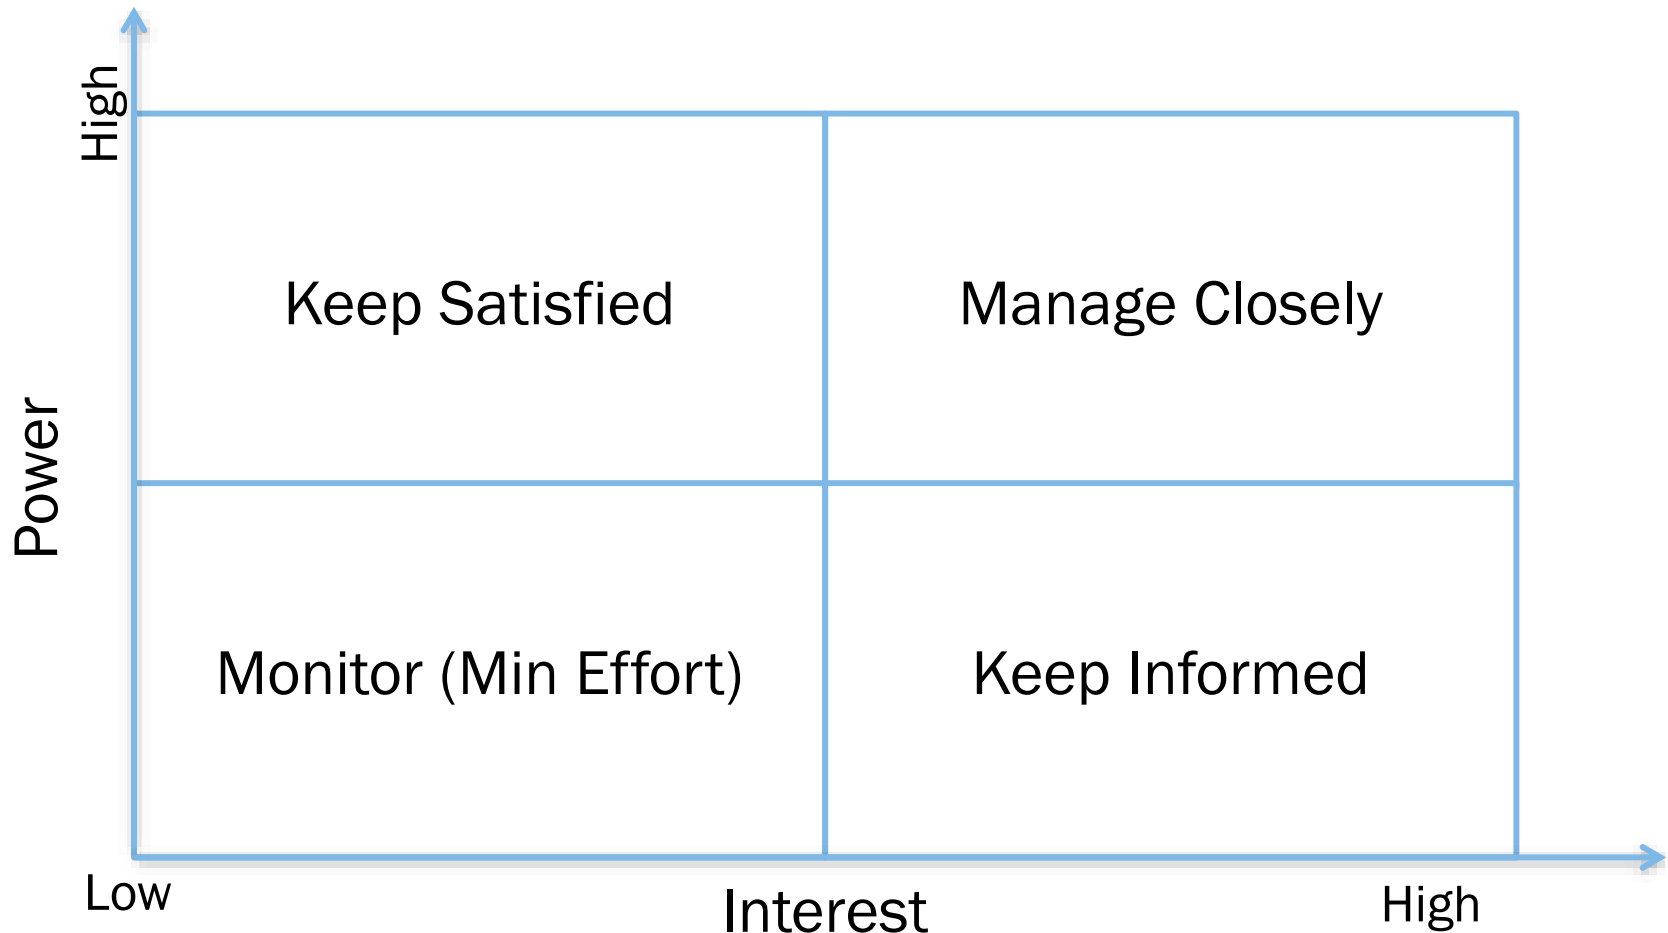 High
Keep Satisfied
Manage Closely
Power
Monitor (Min Effort)
Keep Informed
Low
Interest
High